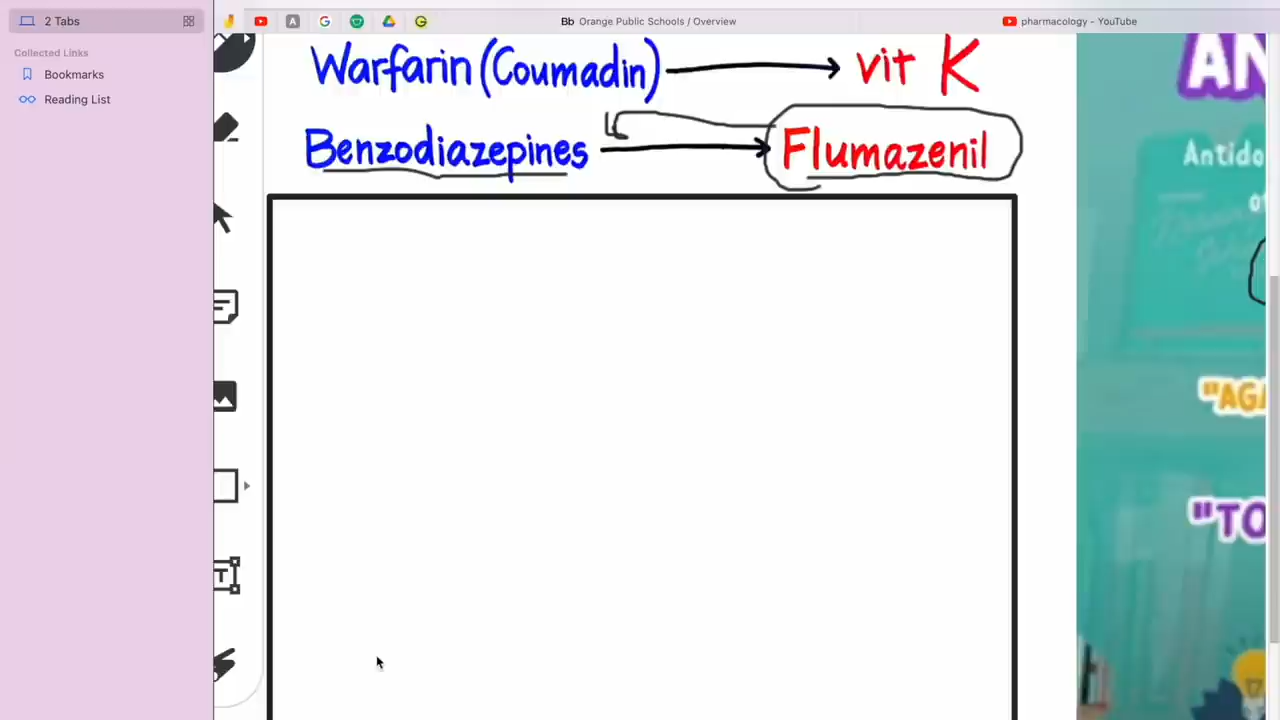 2 Tabs
Bb Orange Public Schools / Overview
pharmacology - YouTube
Collected Links
Bookmarks
Reading List
Warfarin (Coumadin) vit K
Benzodiazepines Flumazenil
AN
Antido
"AGA
"TO
T